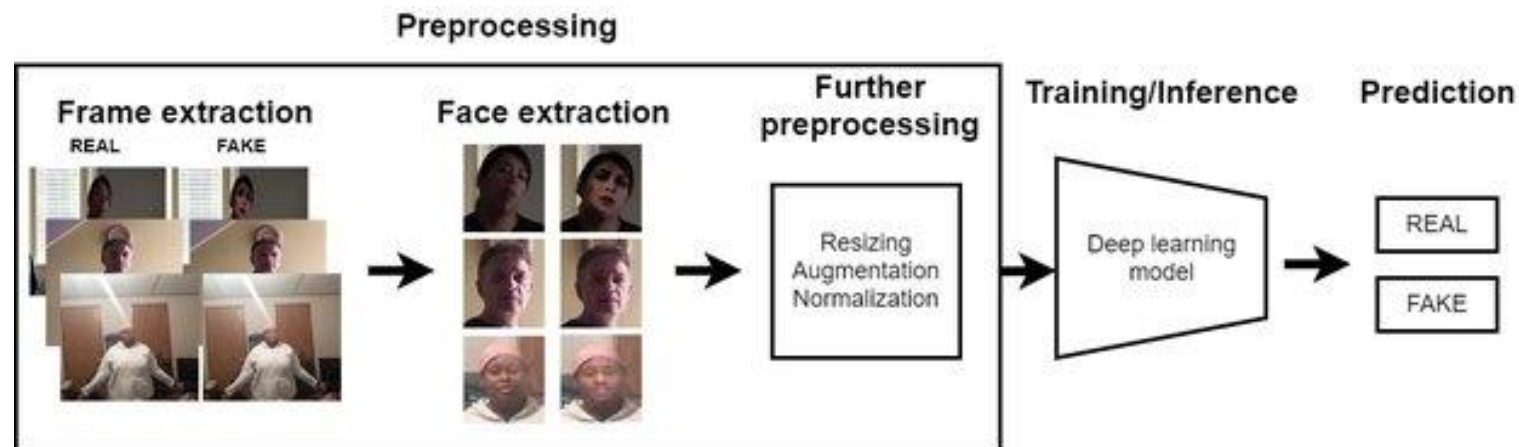 Preprocessing
Frame extraction
REAL FAKE
Face extraction
Further
preprocessing
Resizing
Augmentation
Normalization
Training/Inference
Deep learning
model
Prediction
REAL
FAKE